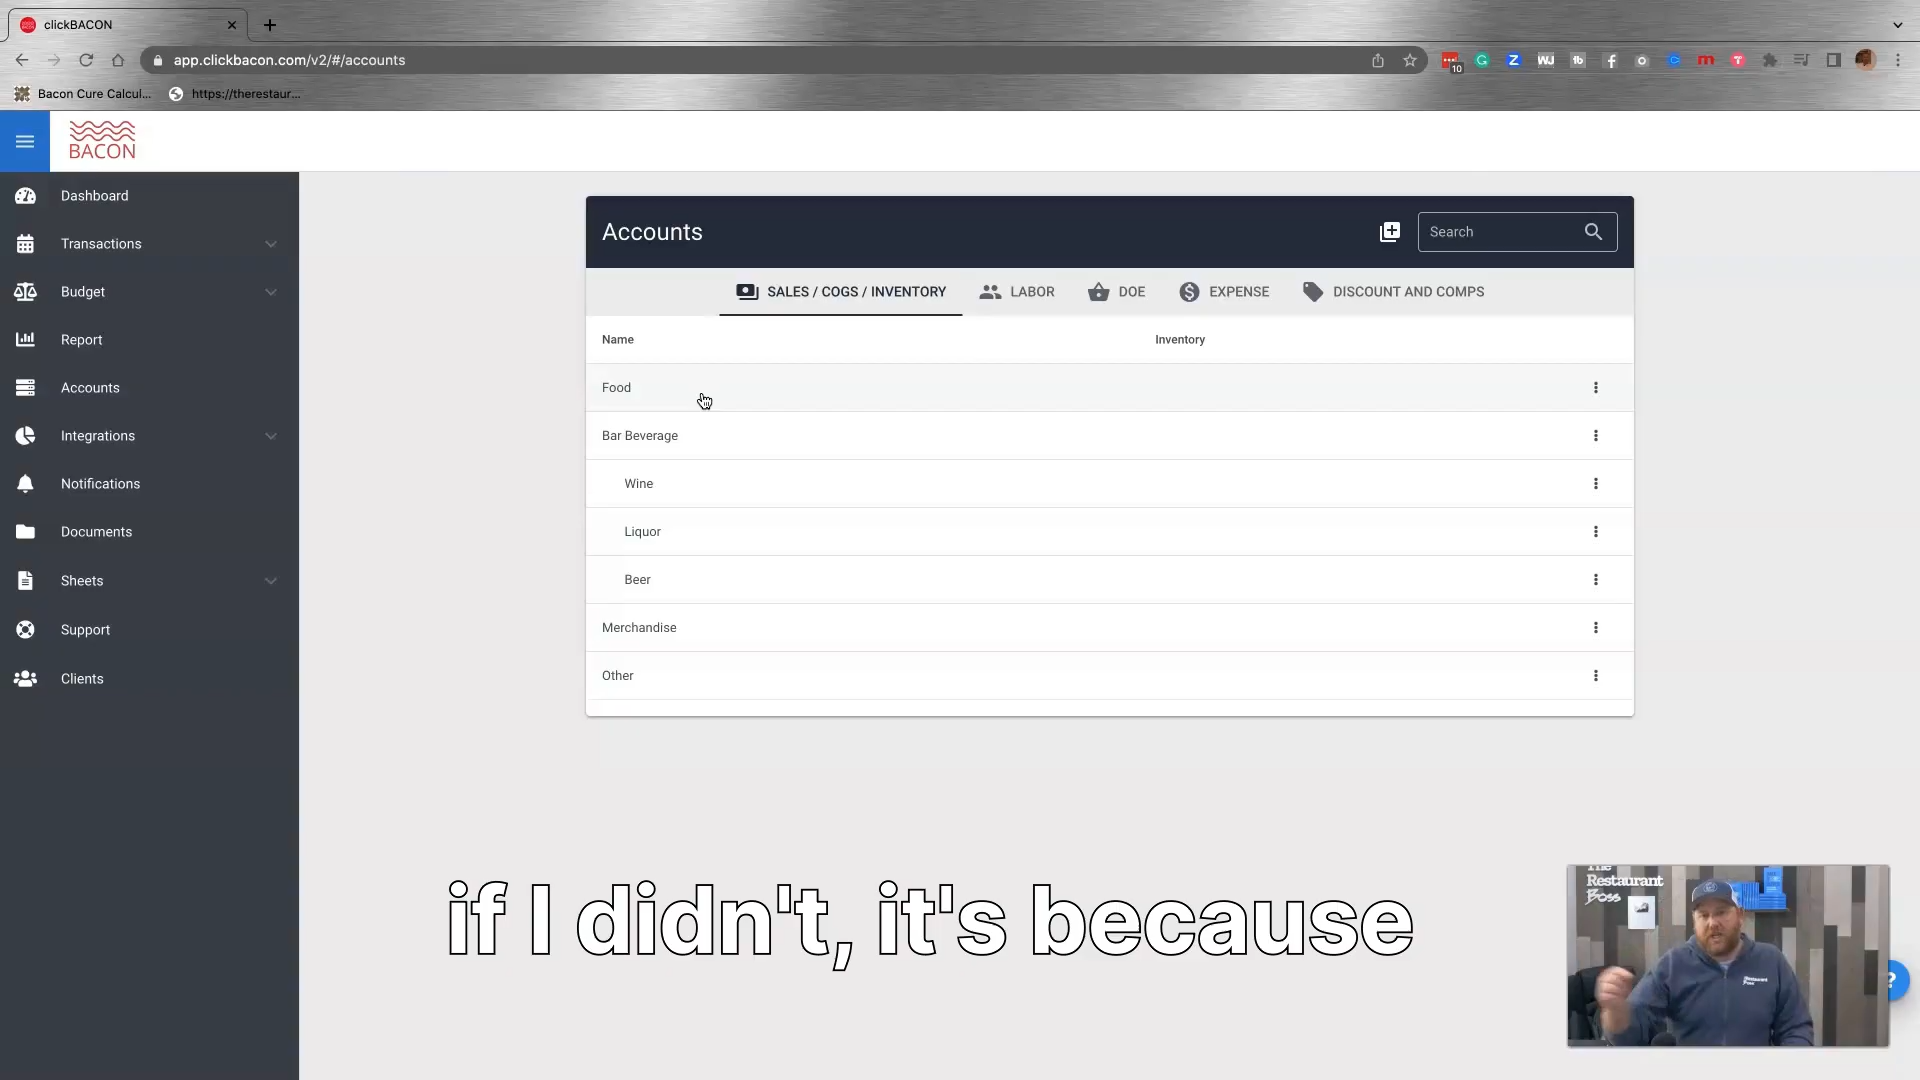 clickBACON
app.clickbacon.com/v2/#/accounts
10
Bacon Cure Calcul...
https://therestaur...
BACON
Dashboard
Transactions
Budget
Report
Accounts
Integrations
Notifications
Documents
Sheets
Support
Clients
Accounts
Search
SALES / COGS / INVENTORY
LABOR
DOE
EXPENSE
DISCOUNT AND COMPS
Name
Inventory
Food
Bar Beverage
Wine
Liquor
Beer
Merchandise
Other
if I didn't, it's because
The
Restaurant
Boss
?